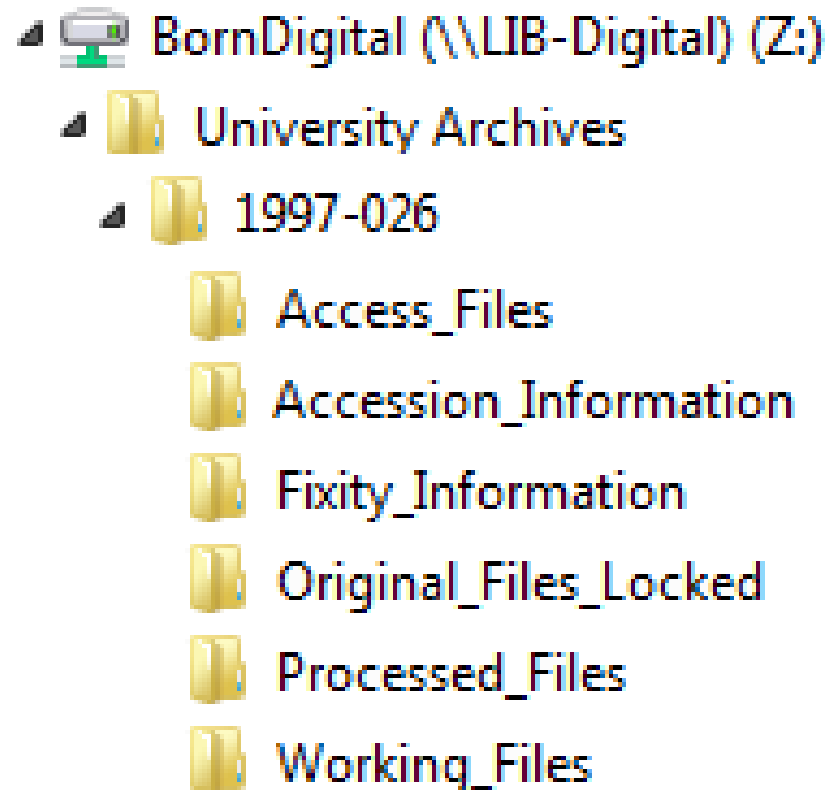 BornDigital (\\LIB-Digital) (Z:)
University Archives
1997-026
Access_Files
Accession_Information
Fixity_Information
Original_Files_Locked
Processed_Files
Working_Files